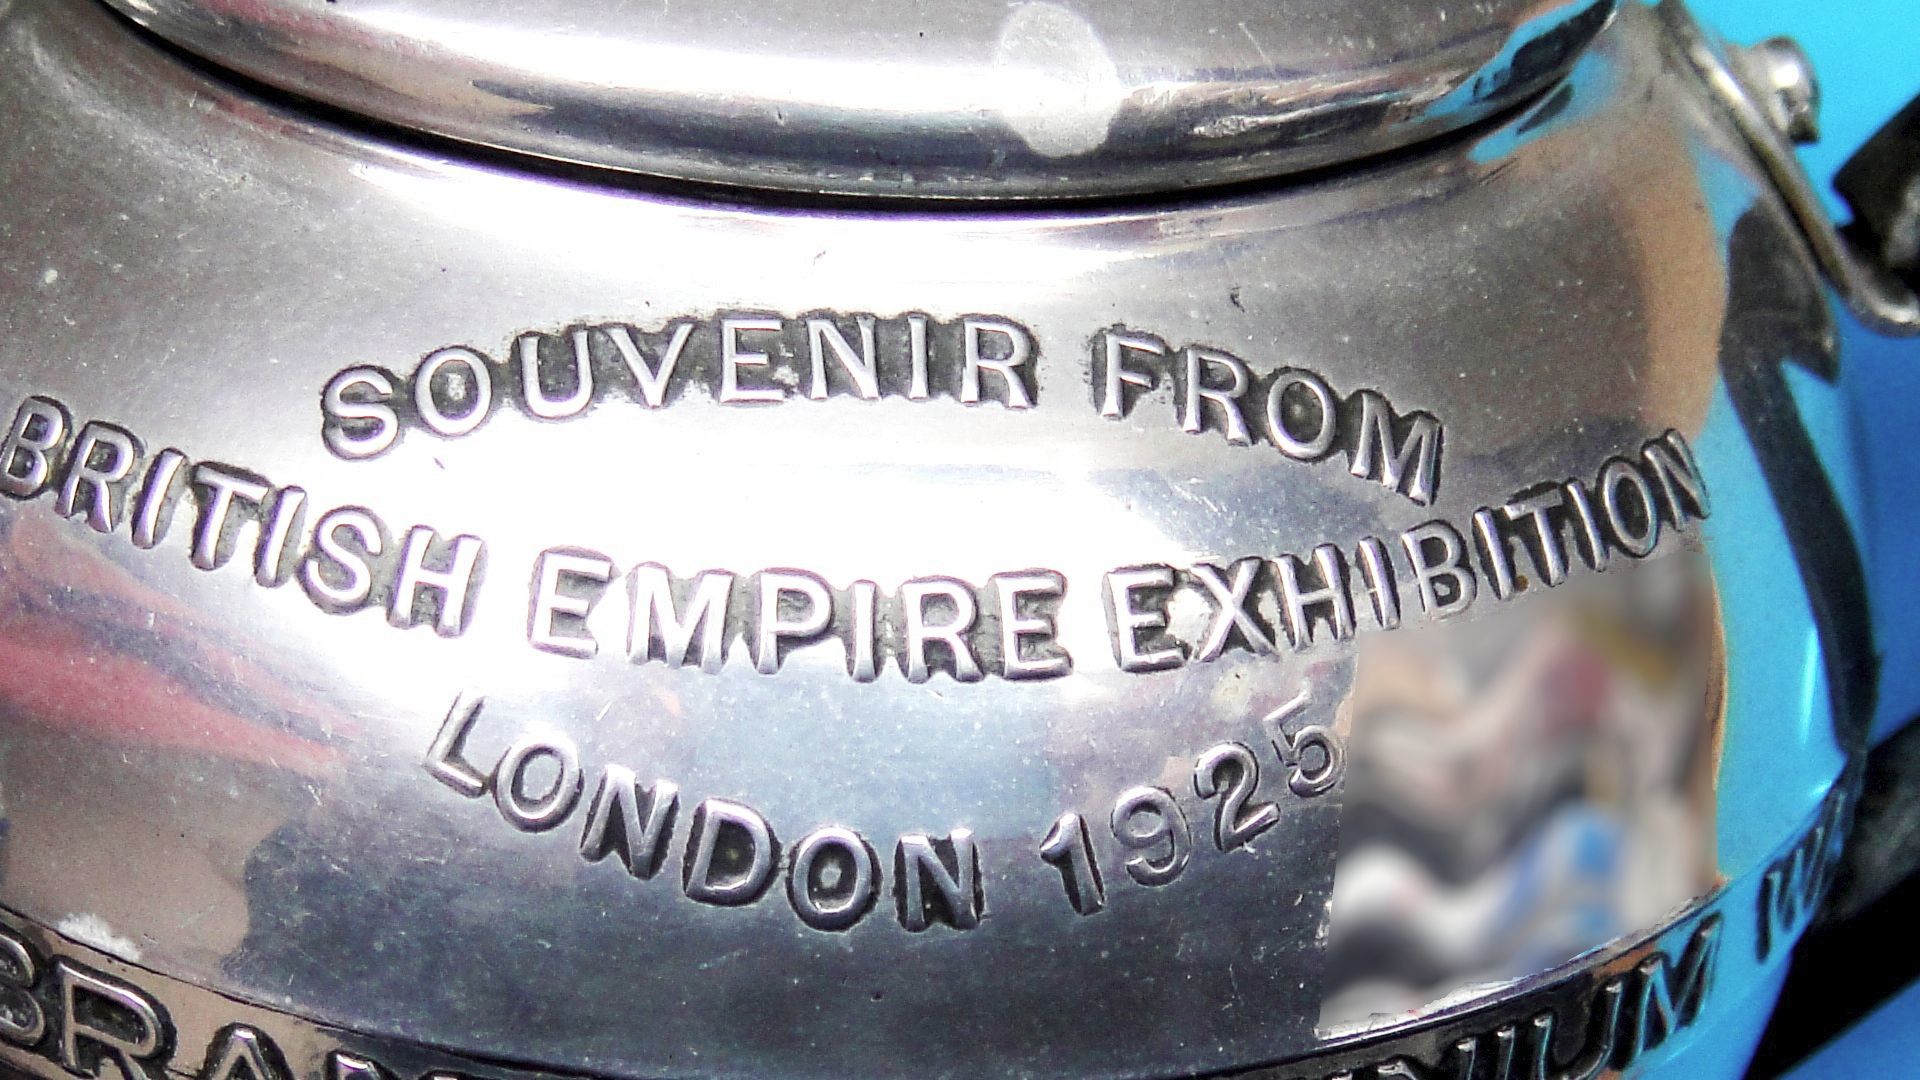 SOUVENIR FROM
BRITISH EMPIRE EXHIBITION
LONDON 1925